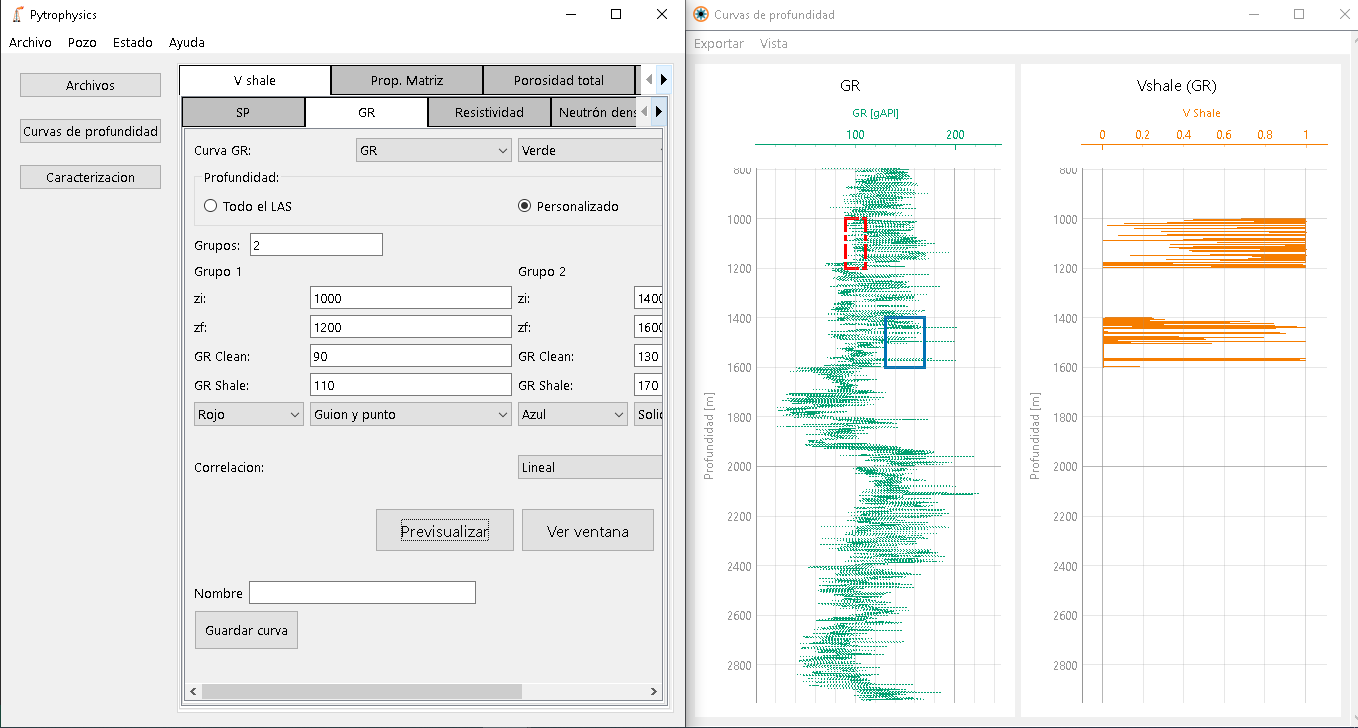 Pytrophysics
Archivo Pozo Estado Ayuda
Archivos
Curvas de profundidad
Caracterizacion
V shale Prop. Matriz Porosidad total
SP GR Resistividad Neutrón dens
Curva GR: GR Verde
Profundidad:
Todo el LAS Personalizado
Grupos: 2
Grupo 1 Grupo 2
zi: 1000 zi: 1400
zf: 1200 zf: 1600
GR Clean: 90 GR Clean: 130
GR Shale: 110 GR Shale: 170
Rojo Guion y punto Azul Solid
Correlacion: Lineal
Previsualizar Ver ventana
Nombre
Guardar curva
Curvas de profundidad
Exportar Vista
GR
GR [gAPI]
100 200
800
1000
1200
1400
1600
1800
2000
2200
2400
2600
2800
Profundidad [m]
Vshale (GR)
V Shale
0 0.2 0.4 0.6 0.8 1
800
1000
1200
1400
1600
1800
2000
2200
2400
2600
2800
Profundidad [m]